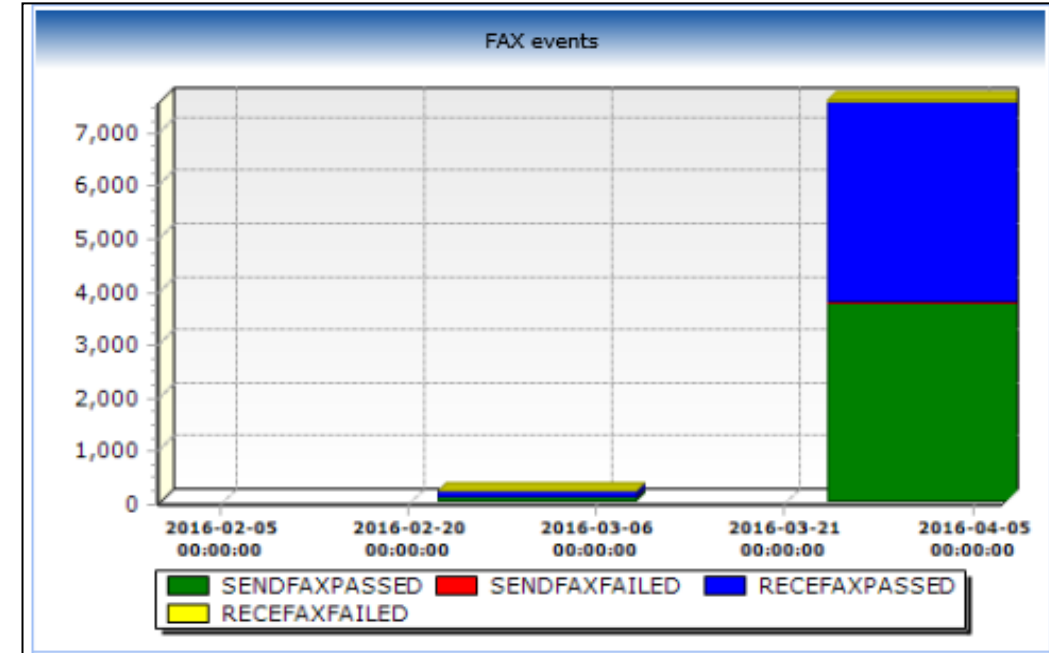 FAX events
7,000
6,000
5,000
4,000
3,000
2,000
1,000
0
2016-02-05 2016-02-20 2016-03-06 2016-03-21 2016-04-05
00:00:00 00:00:00 00:00:00 00:00:00 00:00:00
SENDFAXPASSED SENDFAXFAILED RECEFAXPASSED
RECEFAXFAILED